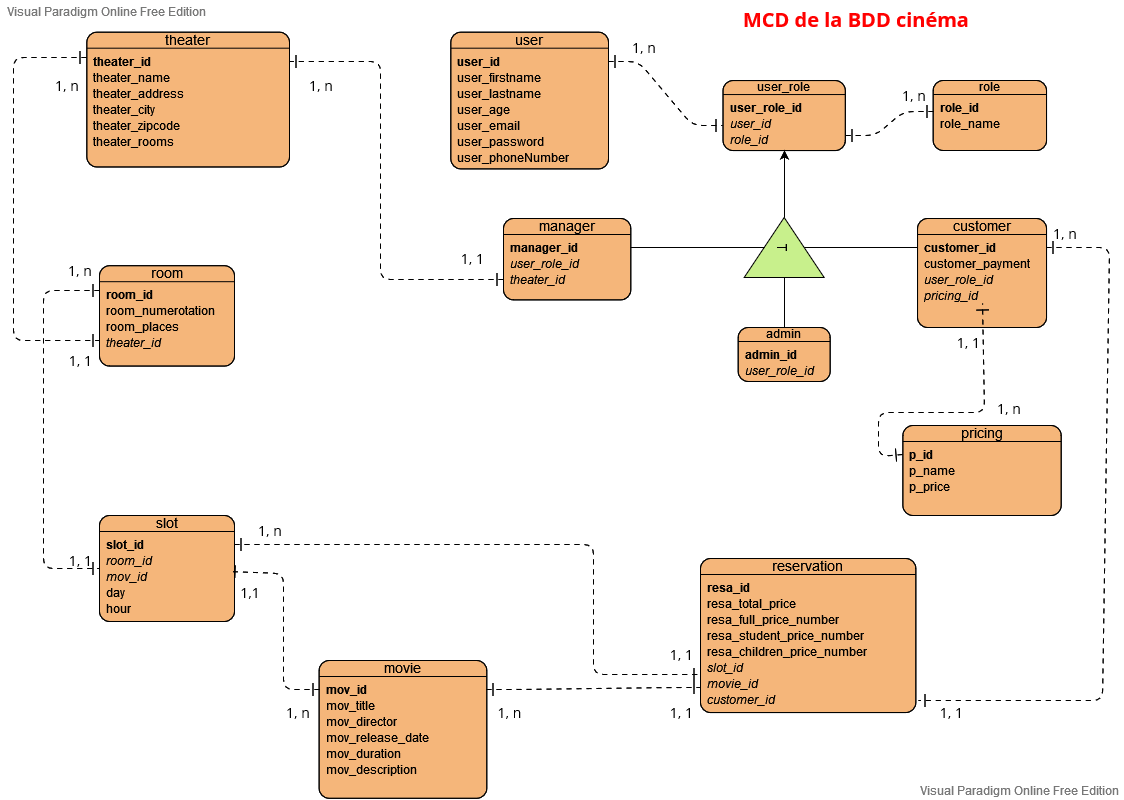 Visual Paradigm Online Free Edition
MCD de la BDD cinéma
theater
theater_id
theater_name
theater_address
theater_city
theater_zipcode
theater_rooms
1, n
1, n
user
user_id
user_firstname
user_lastname
user_age
user_email
user_password
user_phoneNumber
1, n
user_role
user_role_id
user_id
role_id
1, n
role
role_id
role_name
manager
manager_id
user_role_id
theater_id
1, 1
customer
customer_id
customer_payment
user_role_id
pricing_id
1, n
1, 1
room
room_id
room_numerotation
room_places
theater_id
1, n
1, 1
admin
admin_id
user_role_id
1, n
pricing
p_id
p_name
p_price
slot
slot_id
room_id
mov_id
day
hour
1, n
1, 1
1,1
reservation
resa_id
resa_total_price
resa_full_price_number
resa_student_price_number
resa_children_price_number
slot_id
movie_id
customer_id
1, 1
1, 1
1, 1
movie
mov_id
mov_title
mov_director
mov_release_date
mov_duration
mov_description
1, n
1, n
Visual Paradigm Online Free Edition